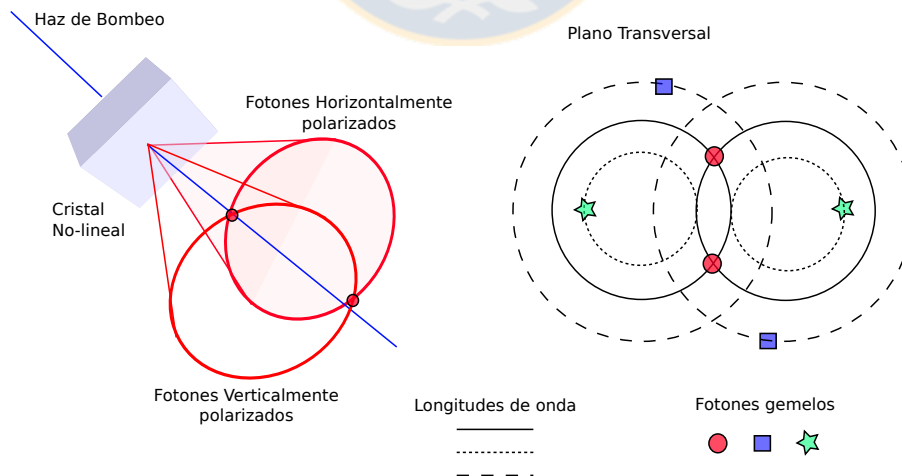 Haz de Bombeo
Plano Transversal
Fotones Horizontalmente
polarizados
Cristal
No-lineal
Fotones Verticalmente
polarizados
Longitudes de onda
Fotones gemelos